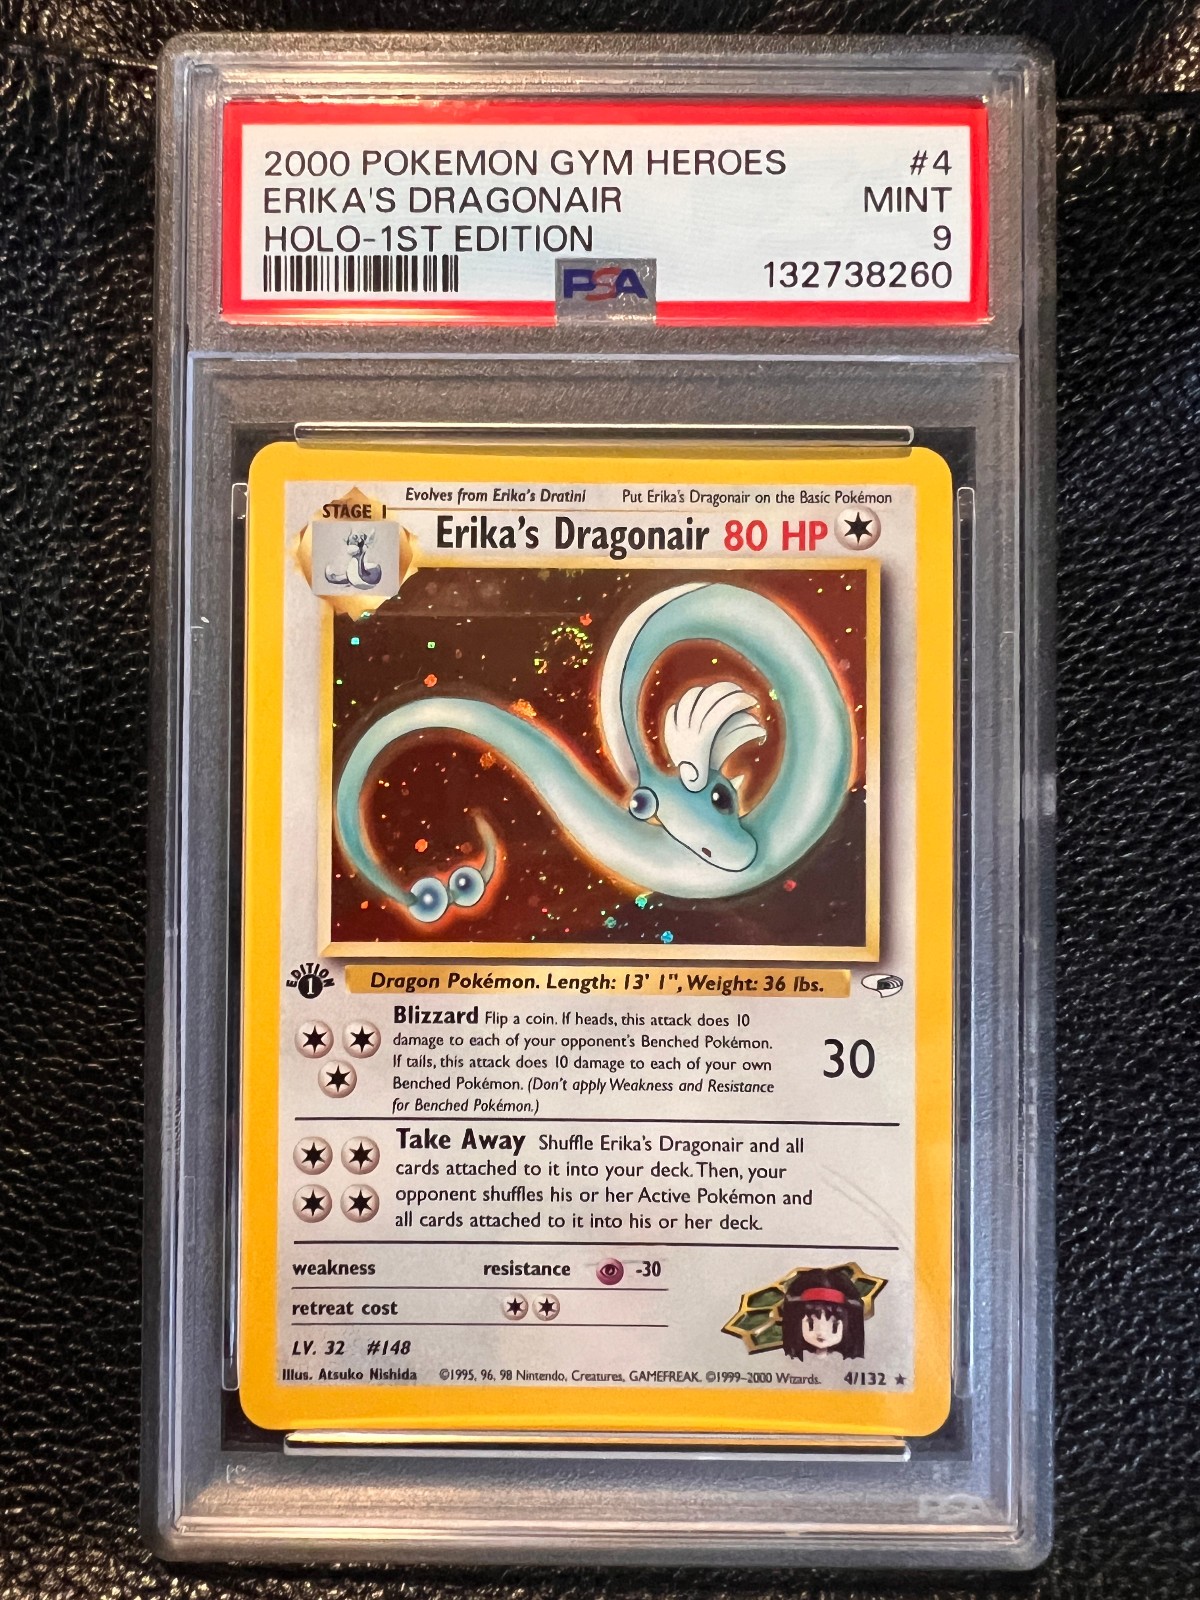 2000 POKEMON GYM HEROES #4
ERIKA'S DRAGONAIR MINT
HOLO-1ST EDITION 9
PSA 132738260
Evolves from Erika's Dratini Put Erika's Dragonair on the Basic Pokémon
STAGE 1
Erika's Dragonair 80 HP
EDITION
1
Dragon Pokémon. Length: 13' 1", Weight: 36 lbs.
Blizzard Flip a coin. If heads, this attack does 10
damage to each of your opponent's Benched Pokémon.
If tails, this attack does 10 damage to each of your own
Benched Pokémon. (Don't apply Weakness and Resistance
for Benched Pokémon.)
30
Take Away Shuffle Erika's Dragonair and all
cards attached to it into your deck. Then, your
opponent shuffles his or her Active Pokémon and
all cards attached to it into his or her deck.
weakness resistance -30
retreat cost
LV. 32 #148
Illus. Atsuko Nishida ©1995, 96, 98 Nintendo, Creatures, GAMEFREAK. ©1999-2000 Wizards. 4/132 ★
PSA